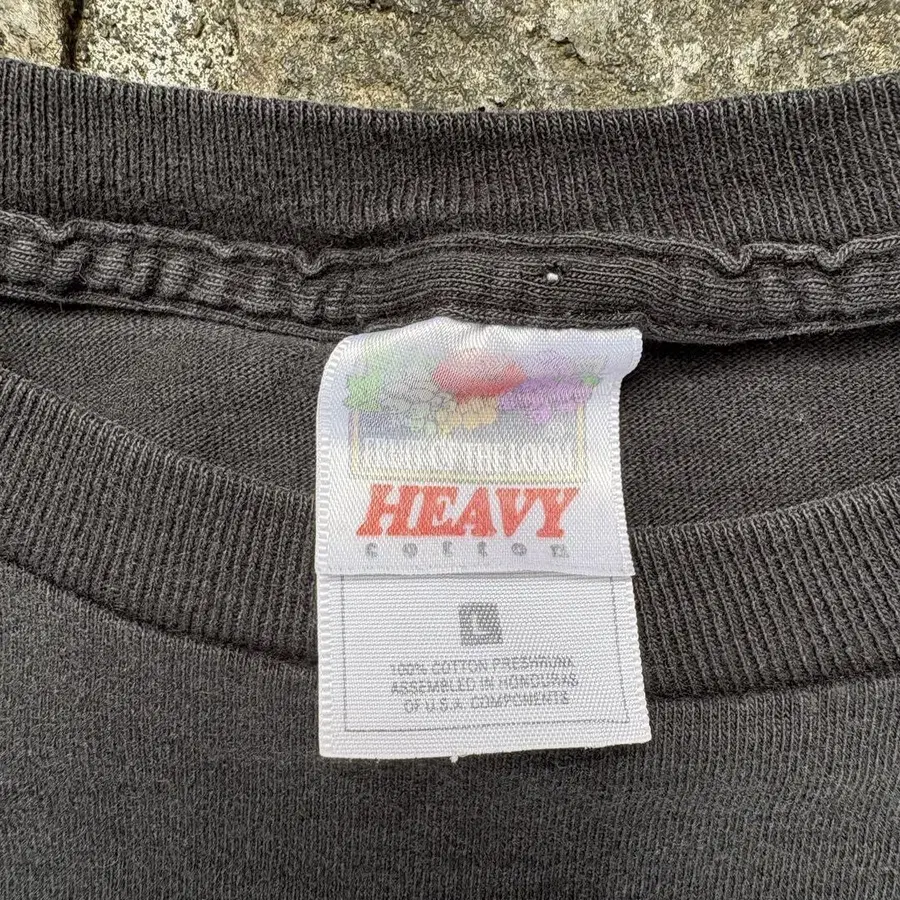 FRUIT OF THE LOOM
HEAVY
cotton
L
100% COTTON PRESHRUNK
ASSEMBLED IN HONDURAS
OF U.S.A. COMPONENTS